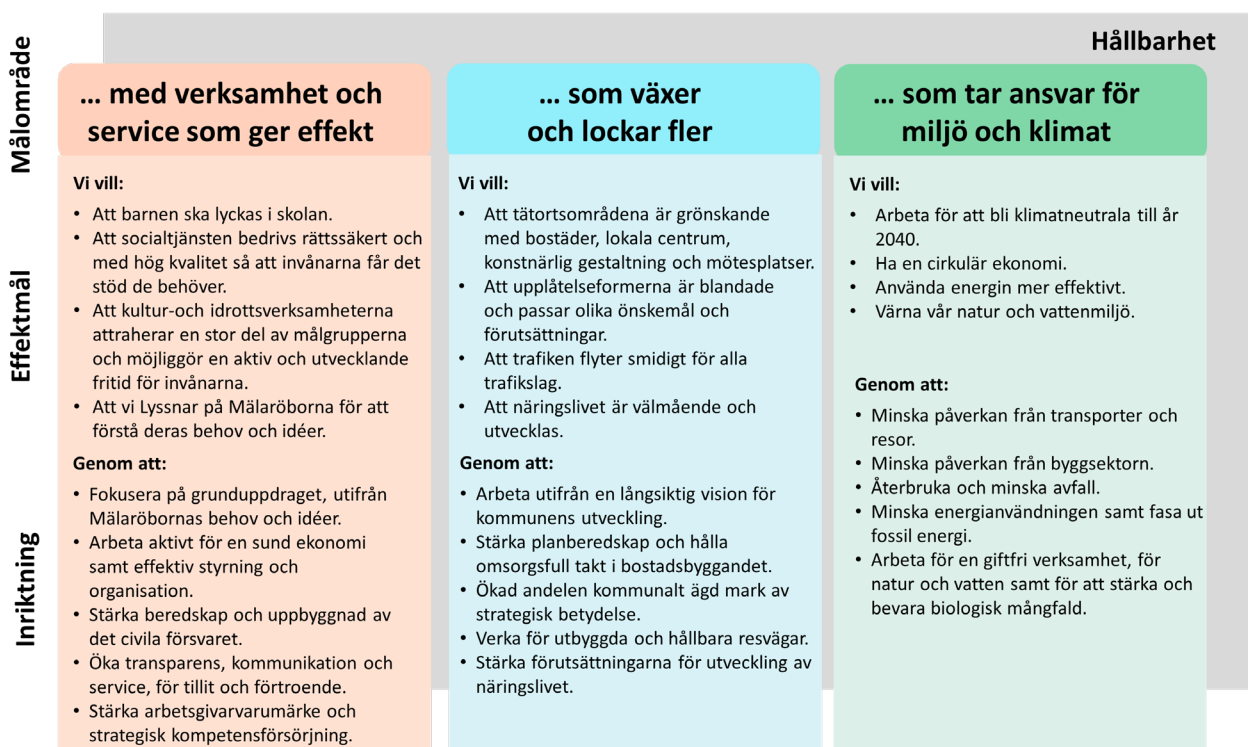 Hållbarhet
Målområde
Effektmål
Inriktning
... med verksamhet och
service som ger effekt
Vi vill:
• Att barnen ska lyckas i skolan.
• Att socialtjänsten bedrivs rättssäkert och
med hög kvalitet så att invånarna får det
stöd de behöver.
• Att kultur-och idrottsverksamheterna
attraherar en stor del av målgrupperna
och möjliggör en aktiv och utvecklande
fritid för invånarna.
• Att vi Lyssnar på Mälaröborna för att
förstå deras behov och idéer.
Genom att:
• Fokusera på grunduppdraget, utifrån
Mälaröbornas behov och idéer.
• Arbeta aktivt för en sund ekonomi
samt effektiv styrning och
organisation.
• Stärka beredskap och uppbyggnad av
det civila försvaret.
• Öka transparens, kommunikation och
service, för tillit och förtroende.
• Stärka arbetsgivarvarumärke och
strategisk kompetensförsörjning.
... som växer
och lockar fler
Vi vill:
• Att tätortsområdena är grönskande
med bostäder, lokala centrum,
konstnärlig gestaltning och mötesplatser.
• Att upplåtelseformerna är blandade
och passar olika önskemål och
förutsättningar.
• Att trafiken flyter smidigt för alla
trafikslag.
• Att näringslivet är välmående och
utvecklas.
Genom att:
• Arbeta utifrån en långsiktig vision för
kommunens utveckling.
• Stärka planberedskap och hålla
omsorgsfull takt i bostadsbyggandet.
• Ökad andelen kommunalt ägd mark av
strategisk betydelse.
• Verka för utbyggda och hållbara resvägar.
• Stärka förutsättningarna för utveckling av
näringslivet.
... som tar ansvar för
miljö och klimat
Vi vill:
• Arbeta för att bli klimatneutrala till år
2040.
• Ha en cirkulär ekonomi.
• Använda energin mer effektivt.
• Värna vår natur och vattenmiljö.
Genom att:
• Minska påverkan från transporter och
resor.
• Minska påverkan från byggsektorn.
• Återbruka och minska avfall.
• Minska energianvändningen samt fasa ut
fossil energi.
• Arbeta för en giftfri verksamhet, för
natur och vatten samt för att stärka och
bevara biologisk mångfald.